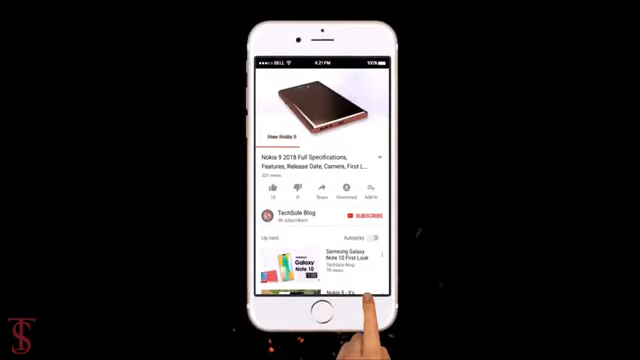 BELL 4:21 PM 100%
New Nokia 9
Nokia 9 2018 Full Specifications,
Features, Release Date, Camera, First L...
Share Download Add to
TechSole Blog
SUBSCRIBE
Up next Autoplay
Samsung Galaxy
Note 10 First Look
TechSole Blog
Galaxy
Note 10
TS